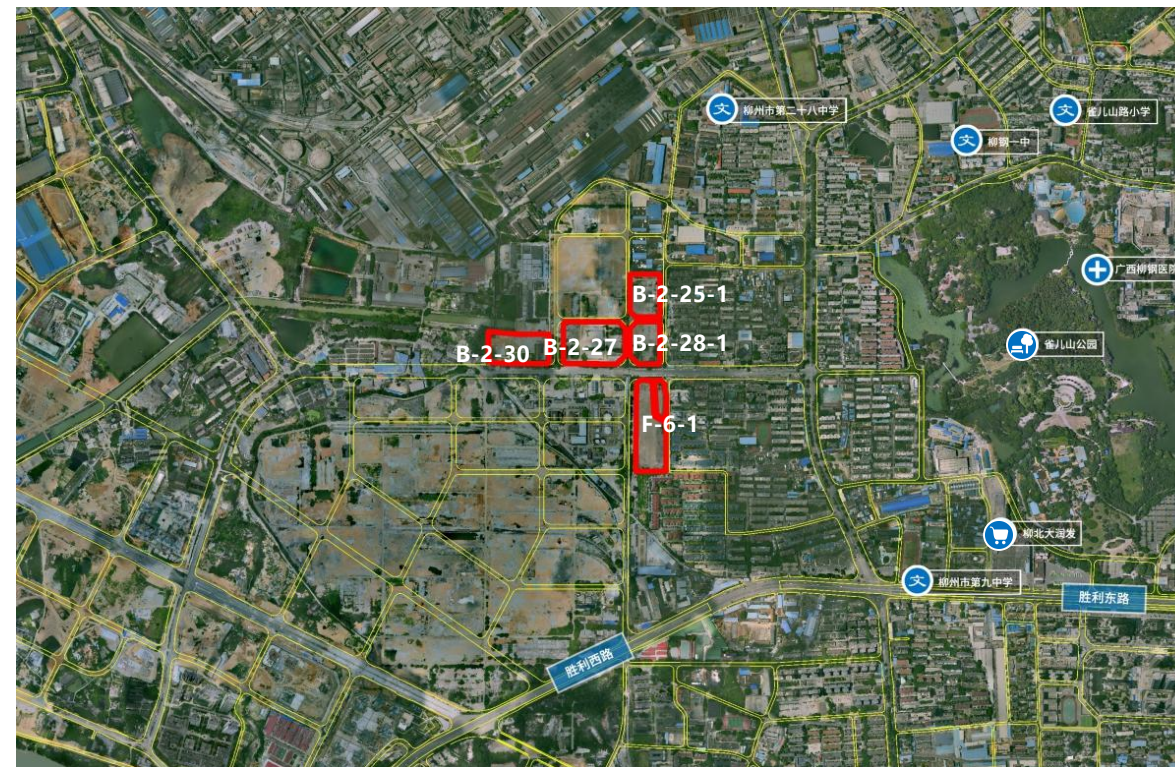 柳州市第二十八中学
雀儿山路小学
柳钢一中
广西柳钢医院
B-2-25-1
B-2-30
B-2-27
B-2-28-1
雀儿山公园
F-6-1
柳北大润发
柳州市第九中学
胜利东路
胜利西路